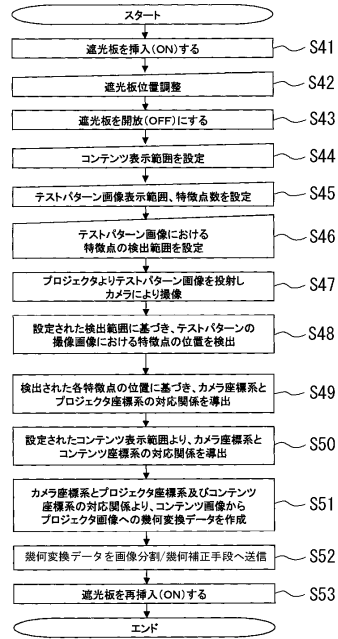 スタート
遮光板を挿入(ON)する
S41
遮光板位置調整
S42
遮光板を開放(OFF)にする
S43
コンテンツ表示範囲を設定
S44
テストパターン画像表示範囲、特徴点数を設定
S45
テストパターン画像における
特徴点の検出範囲を設定
S46
プロジェクタよりテストパターン画像を投射し
カメラにより撮像
S47
設定された検出範囲に基づき、テストパターンの
撮像画像における特徴点の位置を検出
S48
検出された各特徴点の位置に基づき、カメラ座標系と
プロジェクタ座標系の対応関係を導出
S49
設定されたコンテンツ表示範囲より、カメラ座標系と
コンテンツ座標系の対応関係を導出
S50
カメラ座標系とプロジェクタ座標系及びコンテンツ
座標系の対応関係より、コンテンツ画像から
プロジェクタ画像への幾何変換データを作成
S51
幾何変換データを画像分割/幾何補正手段へ送信
S52
遮光板を再挿入(ON)する
S53
エンド